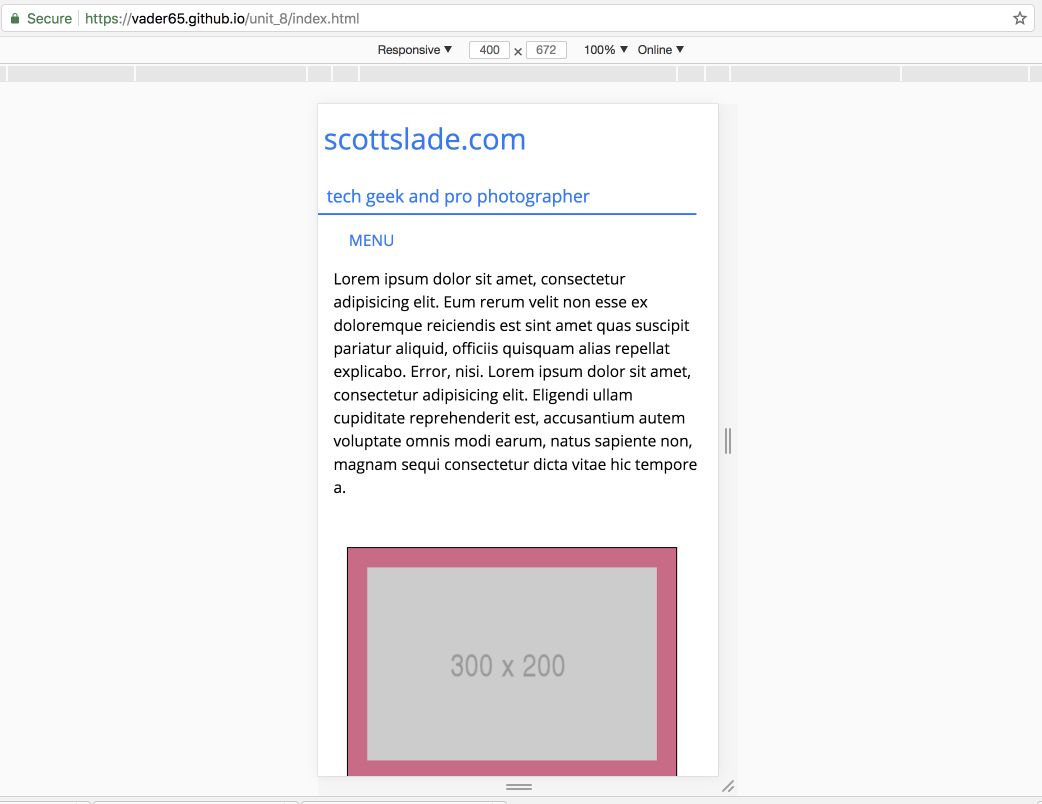 Secure https://vader65.github.io/unit_8/index.html
Responsive ▼ 400 × 672 100% ▼ Online ▼
scottslade.com
tech geek and pro photographer
MENU
Lorem ipsum dolor sit amet, consectetur
adipisicing elit. Eum rerum velit non esse ex
doloremque reiciendis est sint amet quas suscipit
pariatur aliquid, officiis quisquam alias repellat
explicabo. Error, nisi. Lorem ipsum dolor sit amet,
consectetur adipisicing elit. Eligendi ullam
cupiditate reprehenderit est, accusantium autem
voluptate omnis modi earum, natus sapiente non,
magnam sequi consectetur dicta vitae hic tempore
a.
300 x 200